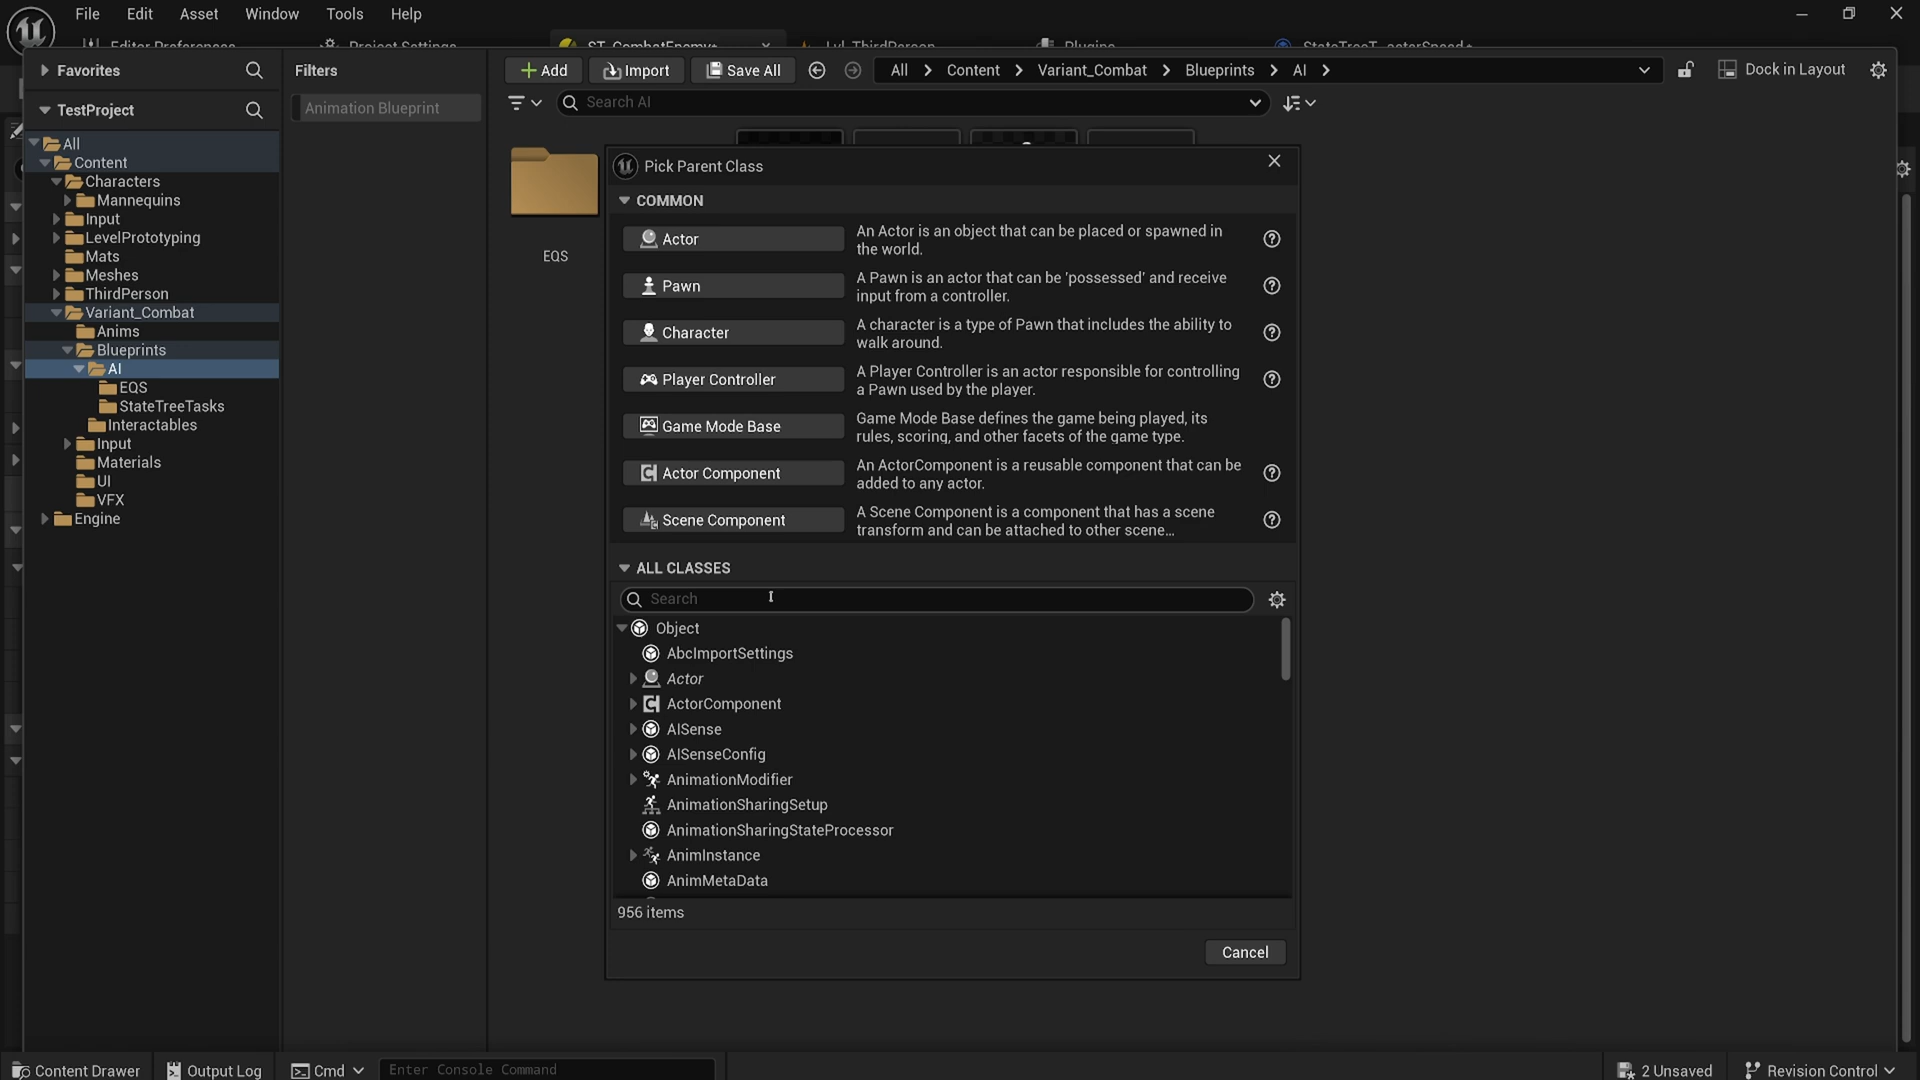 File Edit Asset Window Tools Help
Editor Preferences Project Settings ST_CombatEnemy* Lvl_ThirdPerson Plugins
Favorites
Filters
Add Import Save All All Content Variant_Combat Blueprints AI Dock in Layout
TestProject
Animation Blueprint
Search AI
All
Content
Characters
Mannequins
Input
LevelPrototyping
Mats
Meshes
ThirdPerson
Variant_Combat
Anims
Blueprints
AI
EQS
StateTreeTasks
Interactables
Input
Materials
UI
VFX
Engine
EQS
Pick Parent Class
COMMON
Actor
An Actor is an object that can be placed or spawned in
the world.
Pawn
A Pawn is an actor that can be 'possessed' and receive
input from a controller.
Character
A character is a type of Pawn that includes the ability to
walk around.
Player Controller
A Player Controller is an actor responsible for controlling
a Pawn used by the player.
Game Mode Base
Game Mode Base defines the game being played, its
rules, scoring, and other facets of the game type.
Actor Component
An ActorComponent is a reusable component that can be
added to any actor.
Scene Component
A Scene Component is a component that has a scene
transform and can be attached to other scene...
ALL CLASSES
Search
Object
AbcImportSettings
Actor
ActorComponent
AISense
AISenseConfig
AnimationModifier
AnimationSharingSetup
AnimationSharingStateProcessor
AnimInstance
AnimMetaData
956 items
Cancel
Content Drawer Output Log Cmd Enter Console Command 2 Unsaved Revision Control